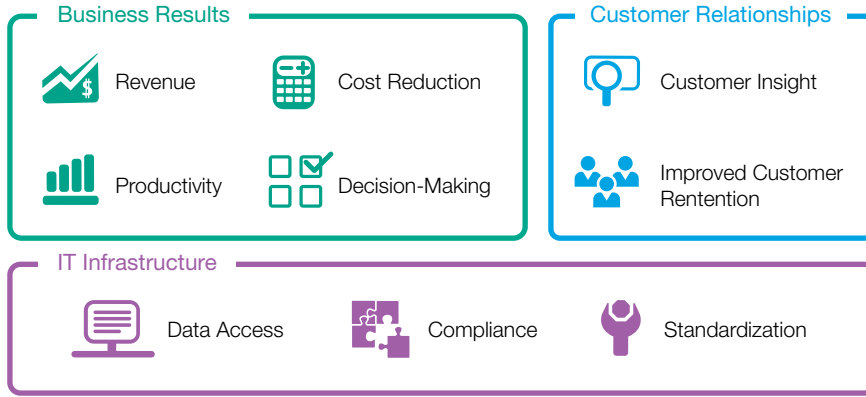 Business Results
Revenue
Cost Reduction
Productivity
Decision-Making
Customer Relationships
Customer Insight
Improved Customer
Rentention
IT Infrastructure
Data Access
Compliance
Standardization